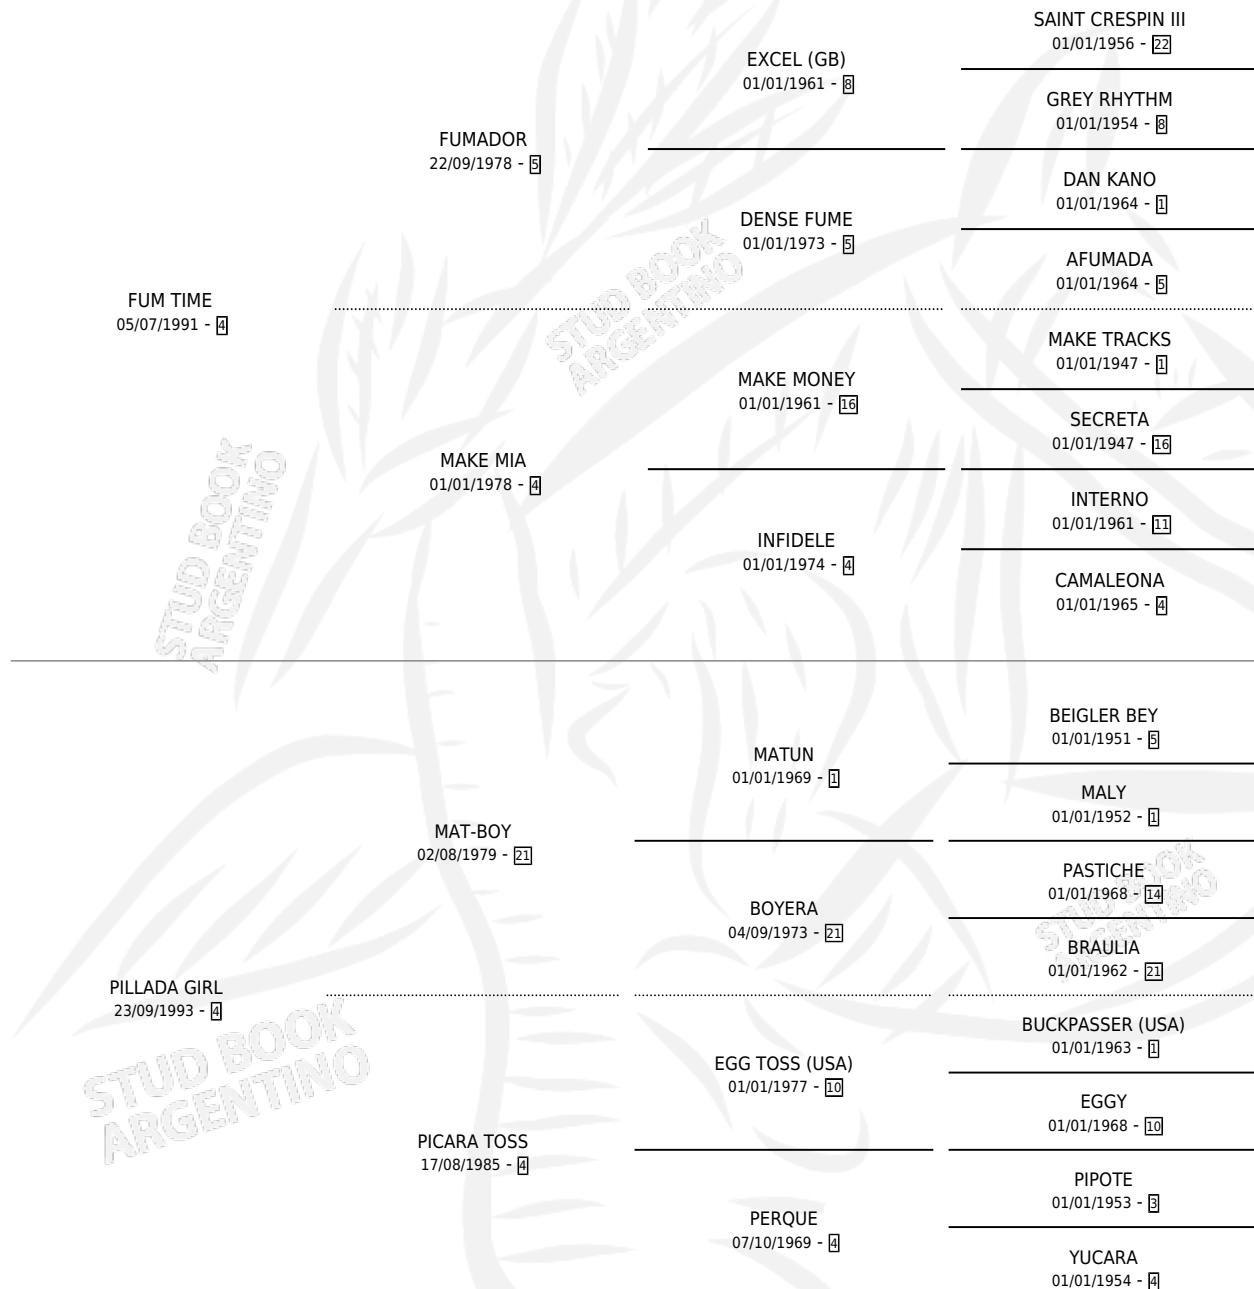 SAINT CRESPIN III
01/01/1956 - 22
EXCEL (GB)
01/01/1961 - 8
GREY RHYTHM
01/01/1954 - 8
FUMADOR
22/09/1978 - 5
DAN KANO
01/01/1964 - 1
DENSE FUME
01/01/1973 - 5
AFUMADA
01/01/1964 - 5
FUM TIME
05/07/1991 - 4
STUD BOOK
ARGENTINO
MAKE TRACKS
01/01/1947 - 1
MAKE MONEY
01/01/1961 - 16
SECRETA
01/01/1947 - 16
MAKE MIA
01/01/1978 - 4
INTERNO
01/01/1961 - 11
INFIDELE
01/01/1974 - 4
CAMALEONA
01/01/1965 - 4
STUD BOOK
ARGENTINO
BEIGLER BEY
01/01/1951 - 5
MATUN
01/01/1969 - 1
MALY
01/01/1952 - 1
MAT-BOY
02/08/1979 - 21
PASTICHE
01/01/1968 - 14
BOYERA
04/09/1973 - 21
BRAULIA
01/01/1962 - 21
STUD BOOK
ARGENTINO
PILLADA GIRL
23/09/1993 - 4
STUD BOOK
ARGENTINO
BUCKPASSER (USA)
01/01/1963 - 1
EGG TOSS (USA)
01/01/1977 - 10
EGGY
01/01/1968 - 10
PICARA TOSS
17/08/1985 - 4
PIPOTE
01/01/1953 - 3
PERQUE
07/10/1969 - 4
YUCARA
01/01/1954 - 4